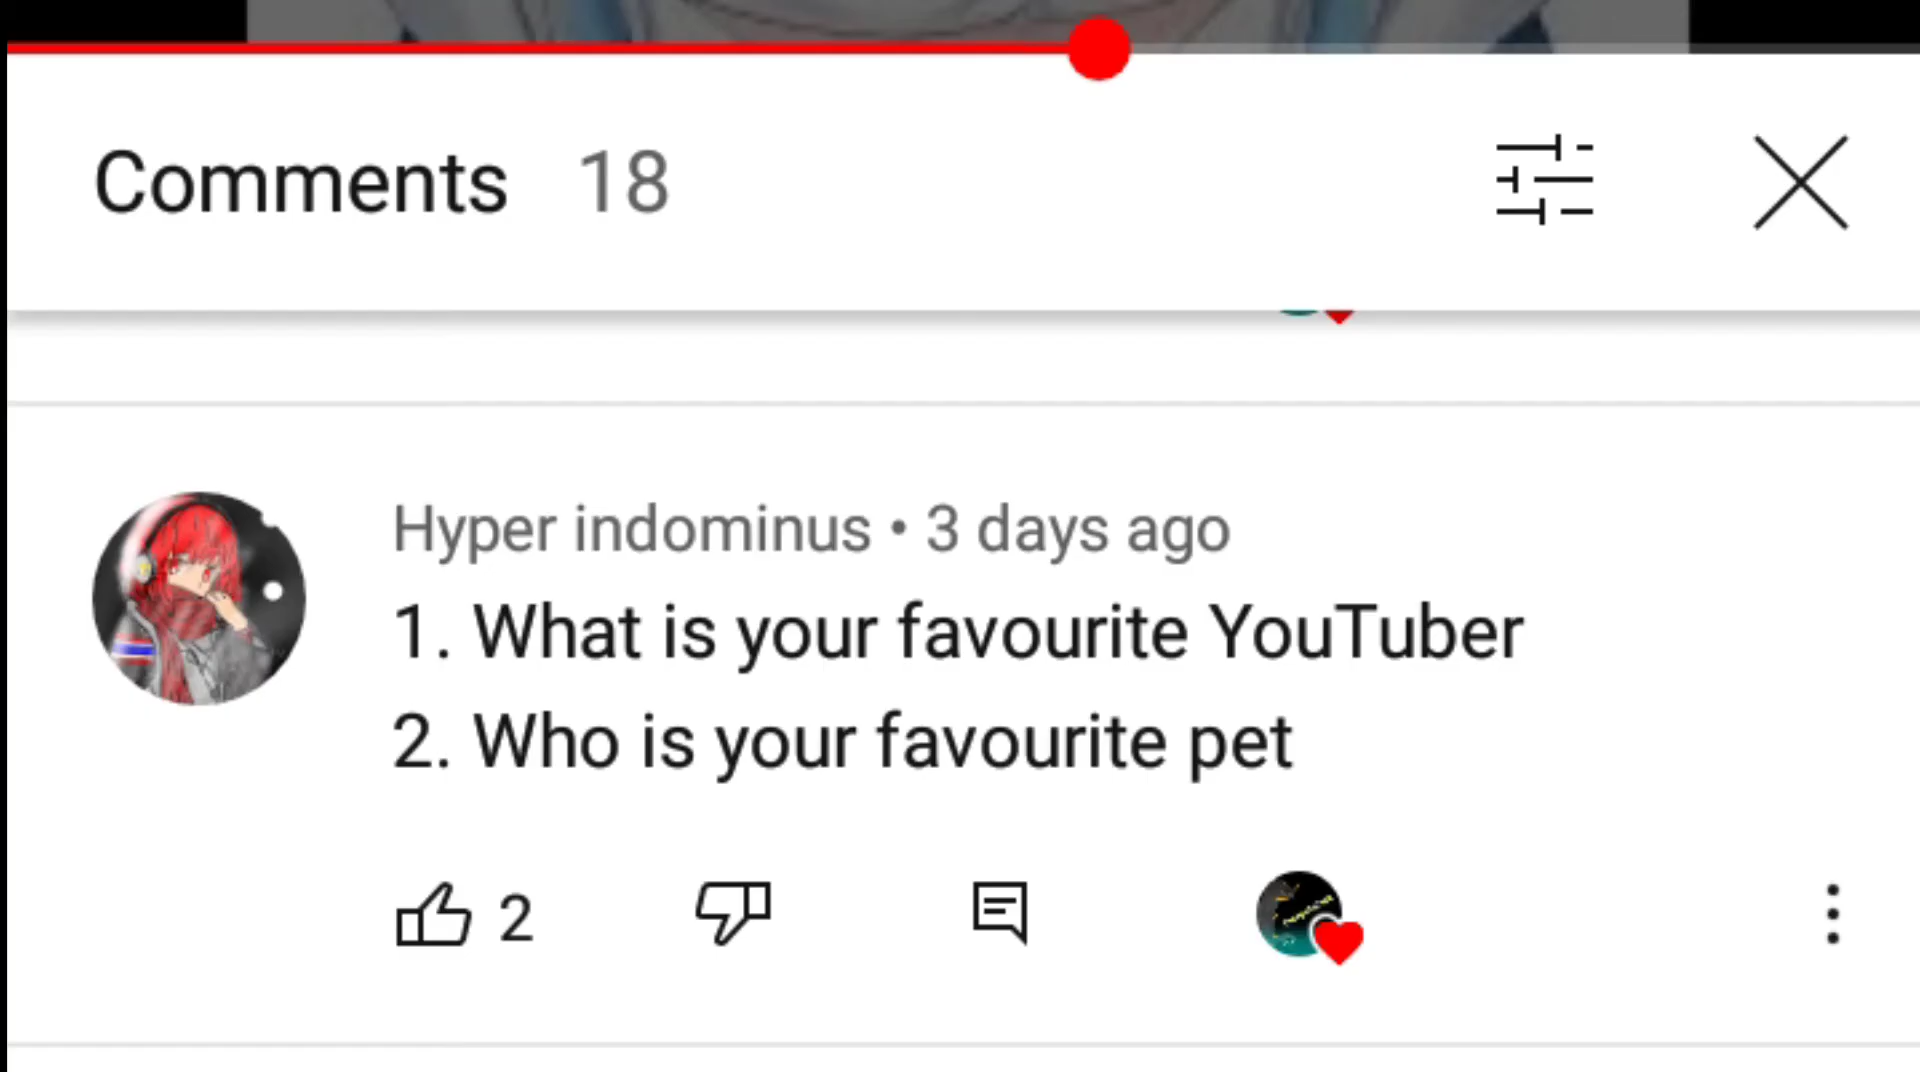 Comments 18
Hyper indominus • 3 days ago
1. What is your favourite YouTuber
2. Who is your favourite pet
2